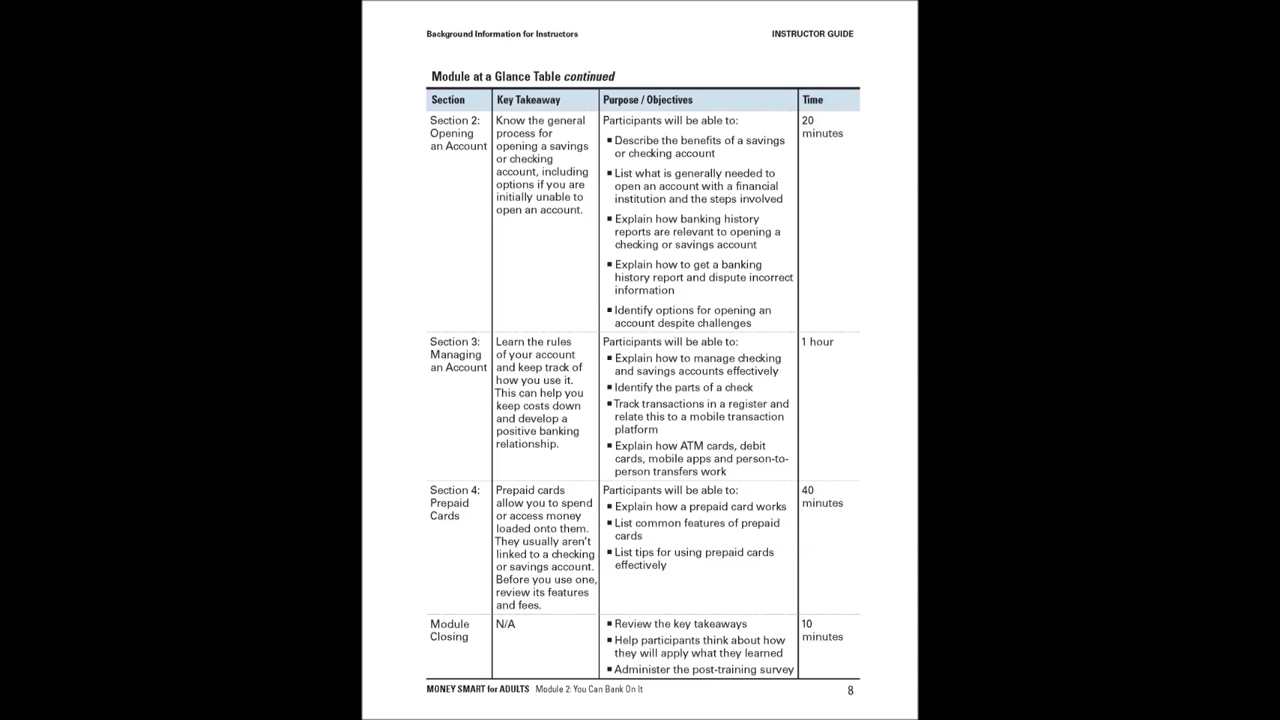 Background Information for Instructors
INSTRUCTOR GUIDE
Module at a Glance Table continued
Section
Key Takeaway
Purpose / Objectives
Time
Section 2:
Opening
an Account
Know the general
process for
opening a savings
or checking
account, including
options if you are
initially unable to
open an account.
Participants will be able to:
▪ Describe the benefits of a savings
or checking account
▪ List what is generally needed to
open an account with a financial
institution and the steps involved
▪ Explain how banking history
reports are relevant to opening a
checking or savings account
▪ Explain how to get a banking
history report and dispute incorrect
information
▪ Identify options for opening an
account despite challenges
20
minutes
Section 3:
Managing
an Account
Learn the rules
of your account
and keep track of
how you use it.
This can help you
keep costs down
and develop a
positive banking
relationship.
Participants will be able to:
▪ Explain how to manage checking
and savings accounts effectively
▪ Identify the parts of a check
▪ Track transactions in a register and
relate this to a mobile transaction
platform
▪ Explain how ATM cards, debit
cards, mobile apps and person-to-
person transfers work
1 hour
Section 4:
Prepaid
Cards
Prepaid cards
allow you to spend
or access money
loaded onto them.
They usually aren't
linked to a checking
or savings account.
Before you use one,
review its features
and fees.
Participants will be able to:
▪ Explain how a prepaid card works
▪ List common features of prepaid
cards
▪ List tips for using prepaid cards
effectively
40
minutes
Module
Closing
N/A
▪ Review the key takeaways
▪ Help participants think about how
they will apply what they learned
▪ Administer the post-training survey
10
minutes
MONEY SMART for ADULTS Module 2: You Can Bank On It
8